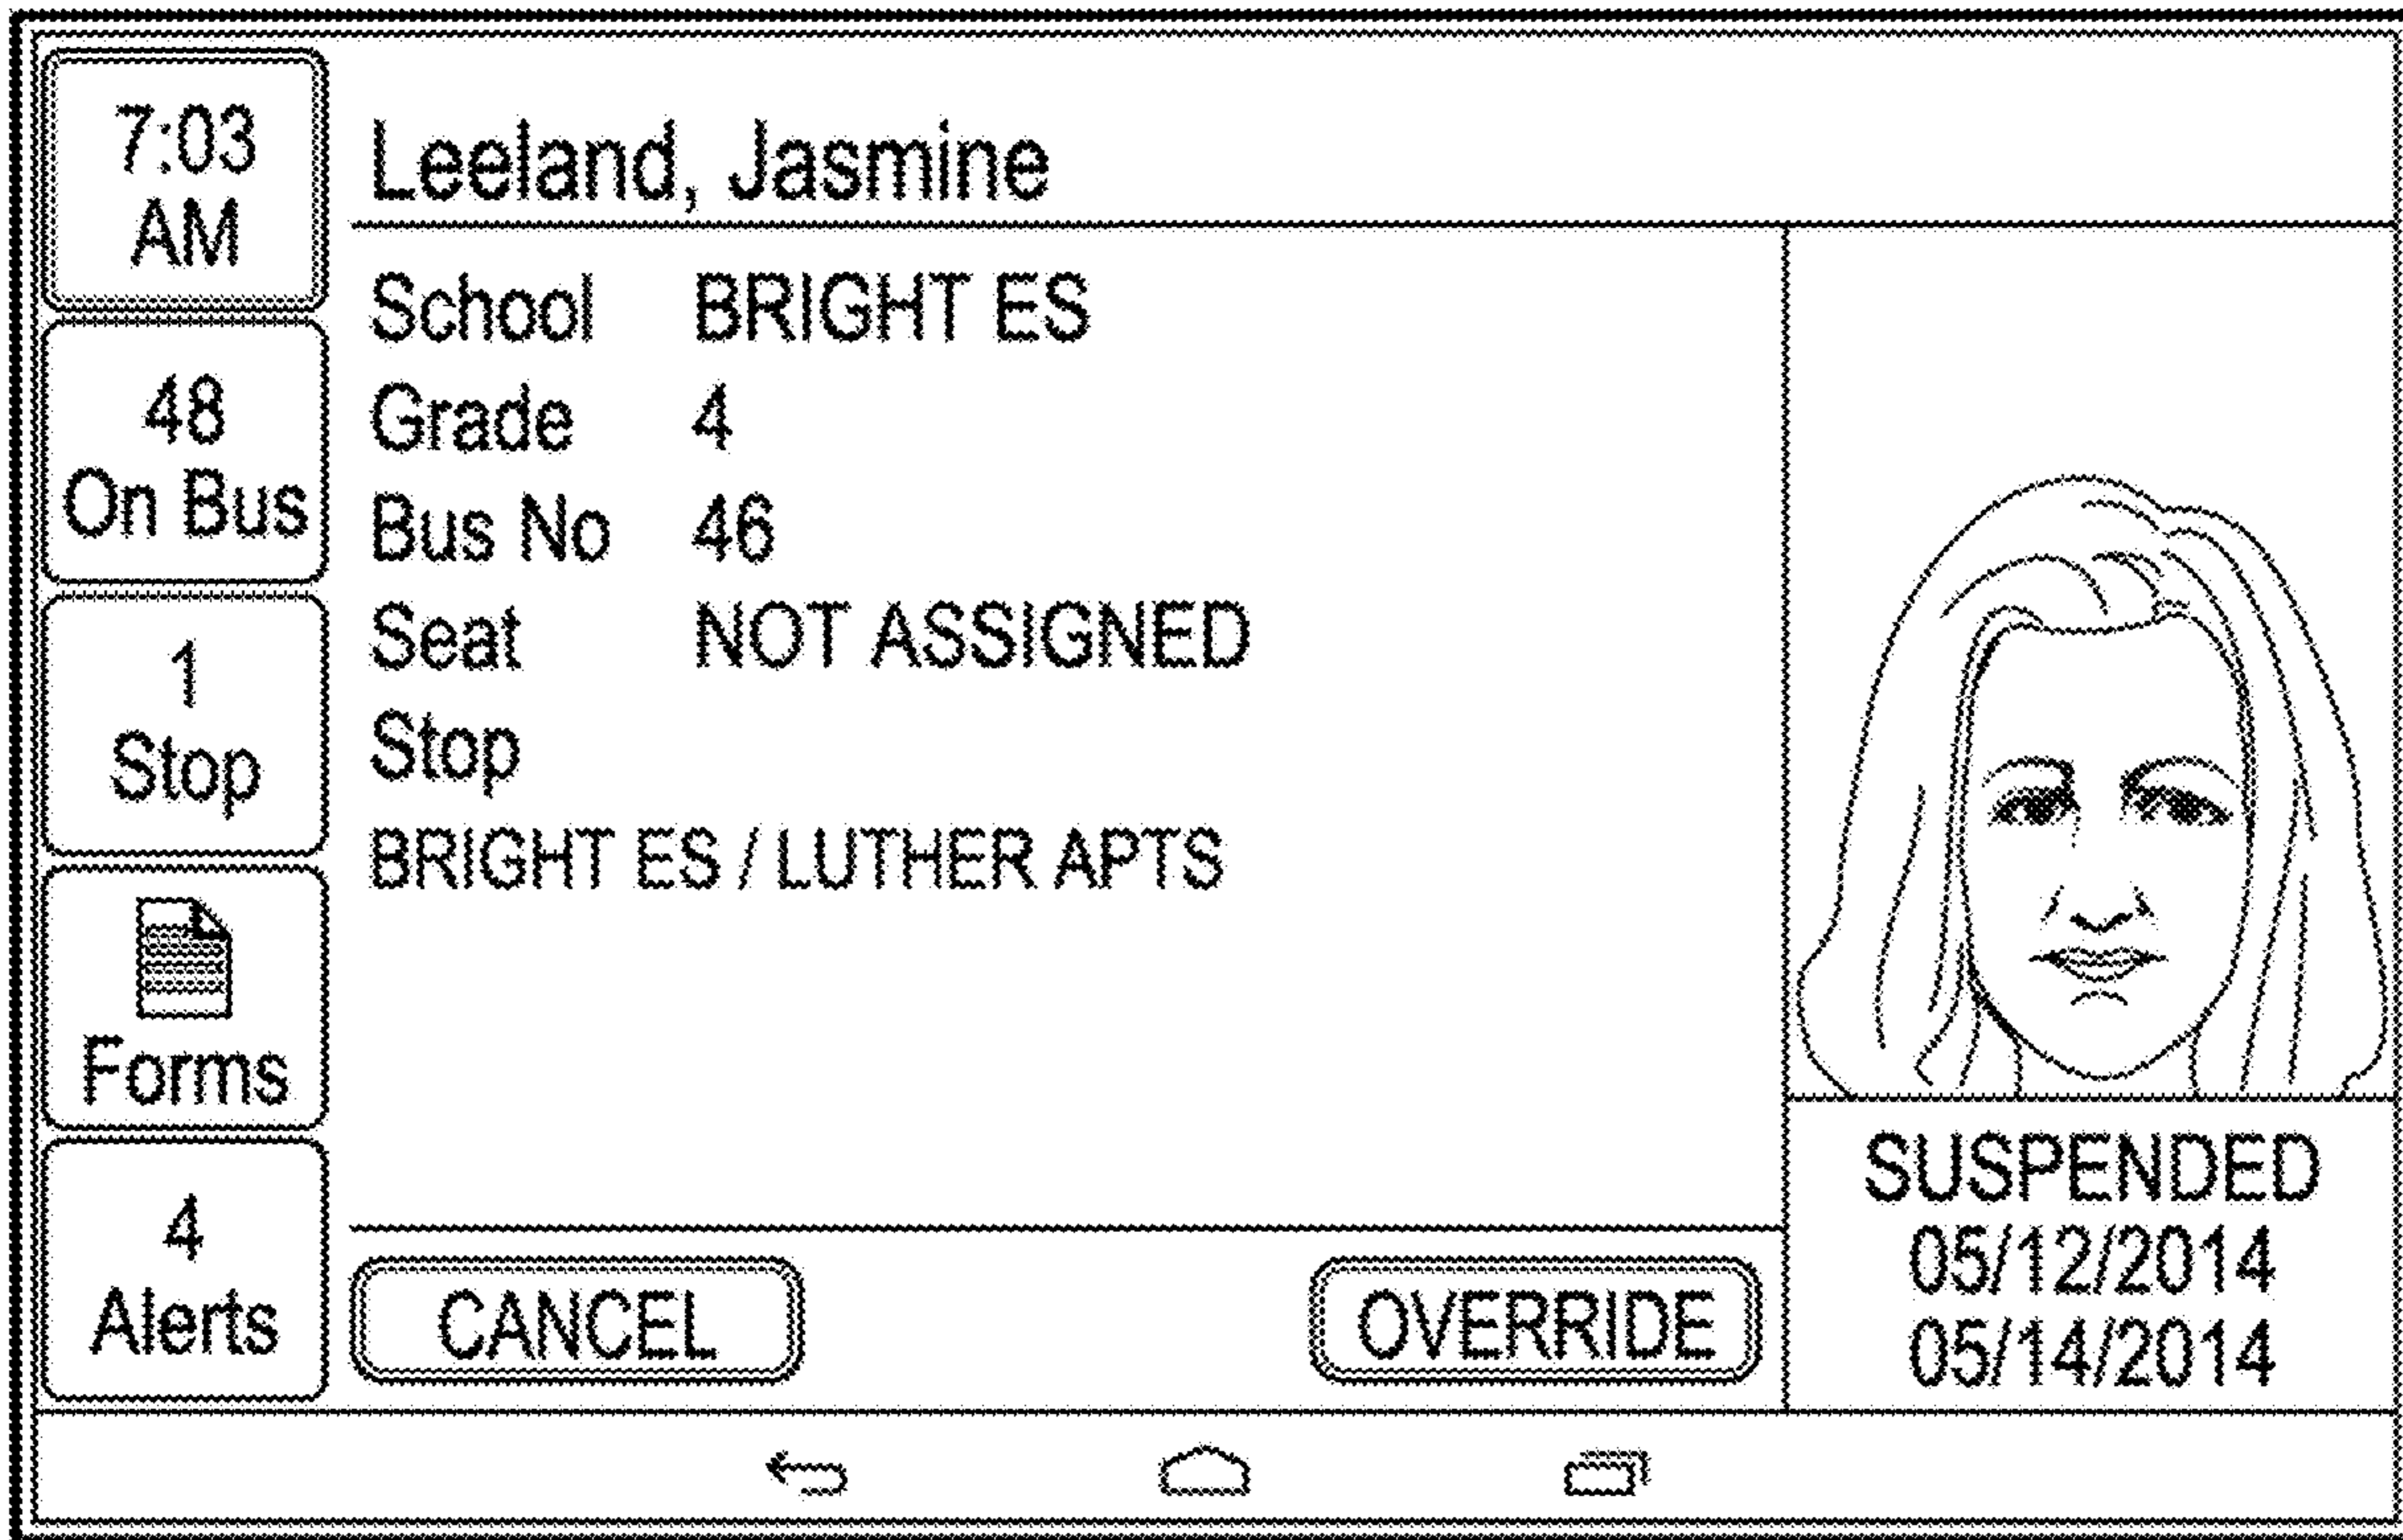 7:03
AM
48
On Bus
1
Stop
Forms
4
Alerts
Leeland, Jasmine
School BRIGHT ES
Grade 4
Bus No 46
Seat NOT ASSIGNED
Stop
BRIGHT ES / LUTHER APTS
CANCEL OVERRIDE
SUSPENDED
05/12/2014
05/14/2014